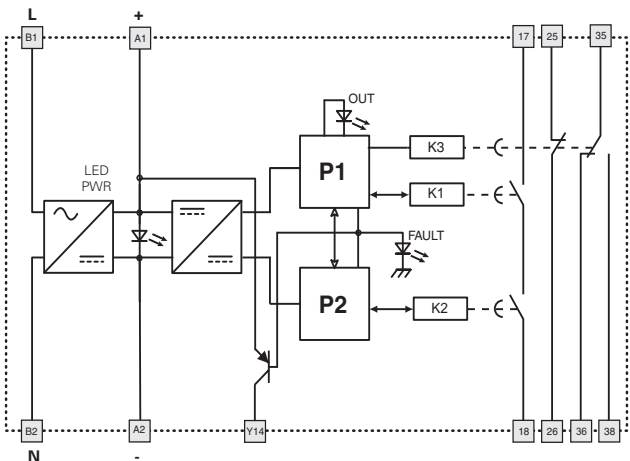 L +
B1 A1 17 25 35
OUT
K3
LED
PWR
P1
K1
FAULT
P2
K2
B2 A2 Y14 18 26 36 38
N -